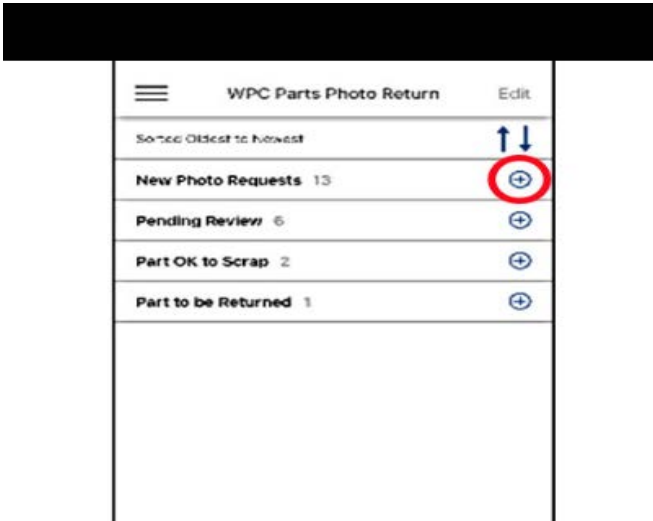 WPC Parts Photo Return Edit
Sorted Oldest to Newest
New Photo Requests 13
Pending Review 6
Part OK to Scrap 2
Part to be Returned 1